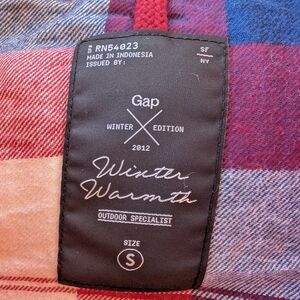 RN54023
MADE IN INDONESIA
ISSUED BY:
SF
NY
Gap
WINTER EDITION
2012
Winter
Warmth
OUTDOOR SPECIALIST
SIZE
S